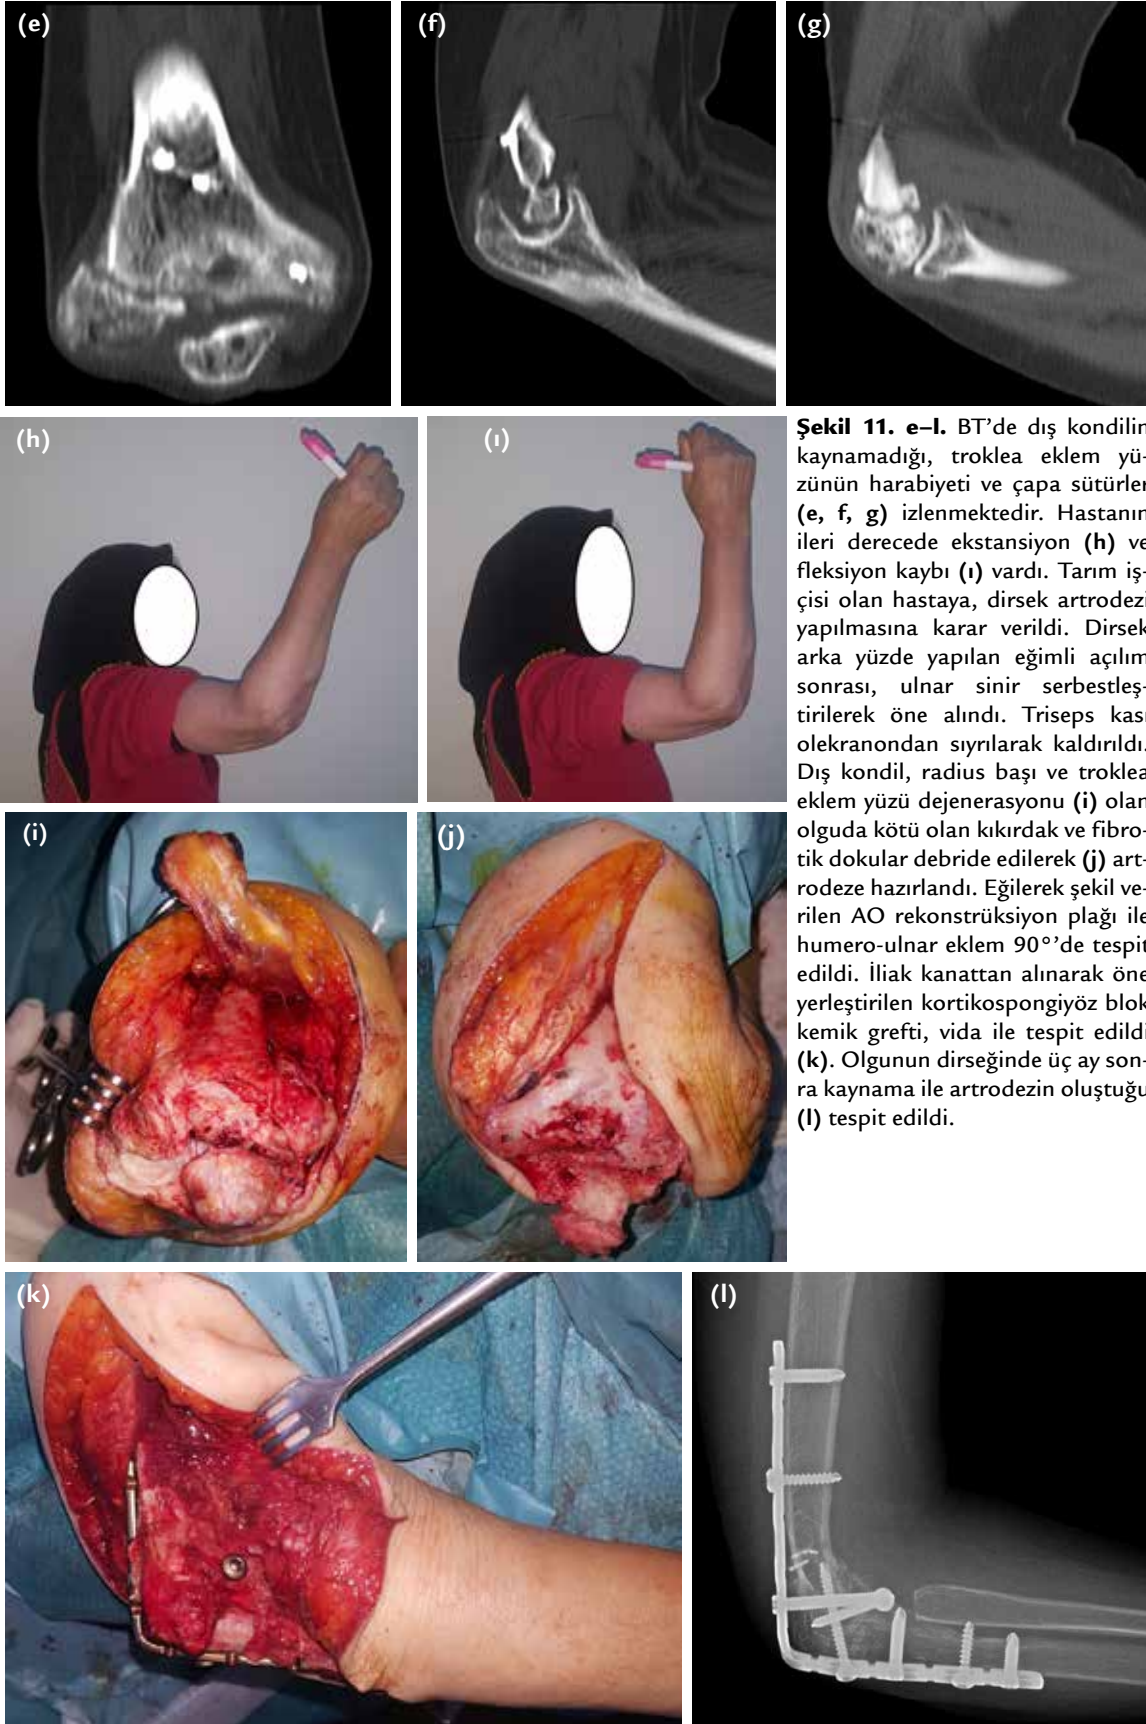 (e)
(f)
(g)
(h)
(ı)
Şekil 11. e–l. BT’de dış kondilin
kaynamadığı, troklea eklem yü-
zünün harabiyeti ve çapa sütürler
(e, f, g) izlenmektedir. Hastanın
ileri derecede ekstansiyon (h) ve
fleksiyon kaybı (ı) vardı. Tarım iş-
çisi olan hastaya, dirsek artrodezi
yapılmasına karar verildi. Dirsek
arka yüzde yapılan eğimli açılım
sonrası, ulnar sinir serbestleş-
tirilerek öne alındı. Triseps kası
olekranondan sıyrılarak kaldırıldı.
Dış kondil, radius başı ve troklea
eklem yüzü dejenerasyonu (i) olan
olguda kötü olan kıkırdak ve fibro-
tik dokular debride edilerek (j) art-
rodeze hazırlandı. Eğilerek şekil ve-
rilen AO rekonstrüksiyon plağı ile
humero-ulnar eklem 90°’de tespit
edildi. İliak kanattan alınarak öne
yerleştirilen kortikospongiyöz blok
kemik grefti, vida ile tespit edildi
(k). Olgunun dirseğinde üç ay son-
ra kaynama ile artrodezin oluştuğu
(l) tespit edildi.
(i)
(j)
(k)
(l)